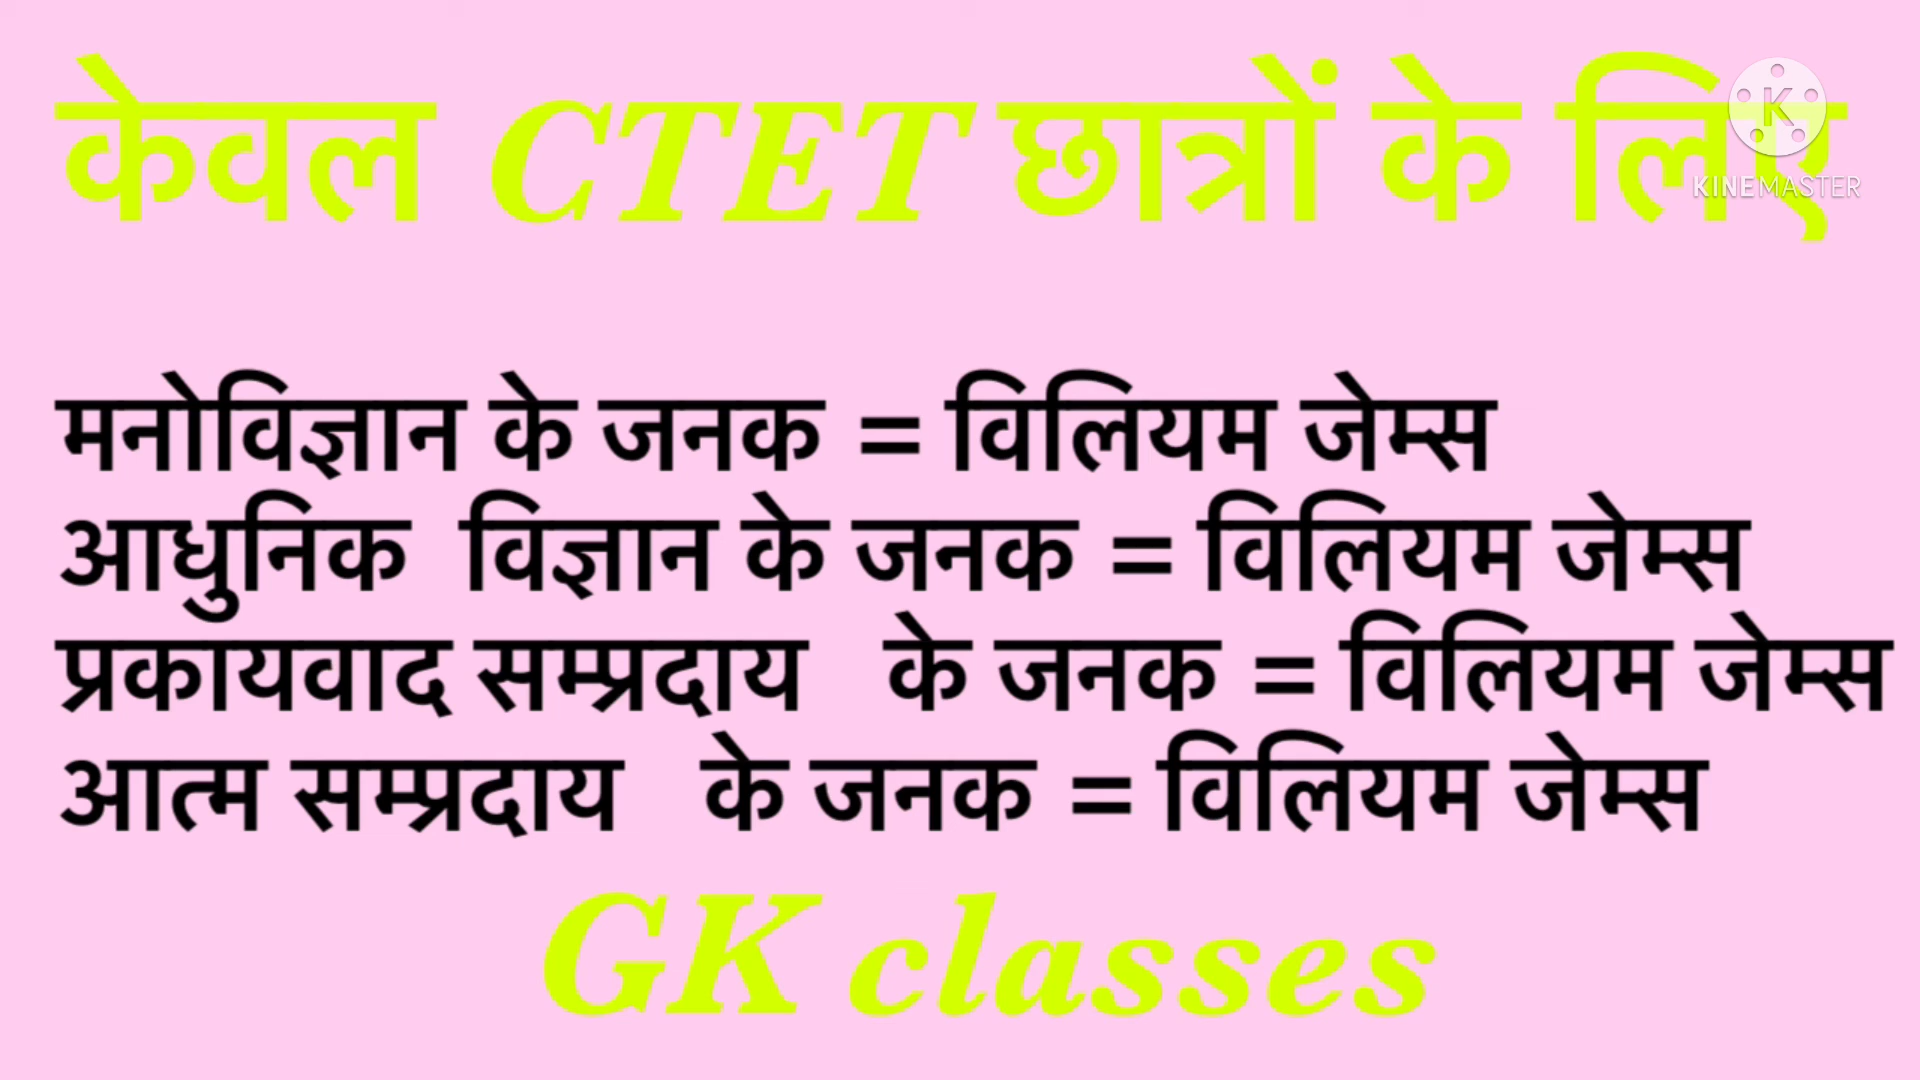 केवल CTET छात्रों के लिए
KINEMASTER
मनोविज्ञान के जनक = विलियम जेम्स
आधुनिक विज्ञान के जनक = विलियम जेम्स
प्रकायवाद सम्प्रदाय के जनक = विलियम जेम्स
आत्म सम्प्रदाय के जनक = विलियम जेम्स
GK classes